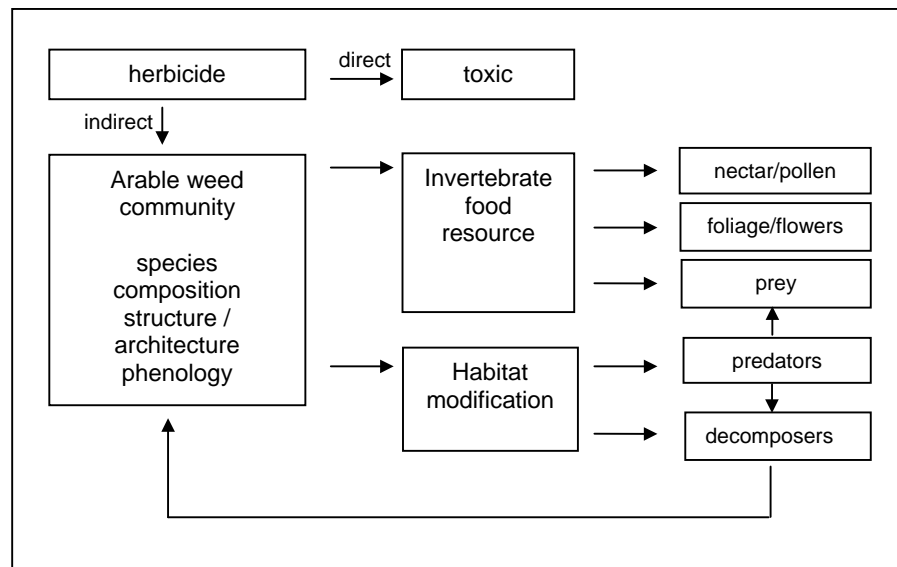 herbicide
direct
toxic
indirect
Arable weed
community
species
composition
structure /
architecture
phenology
Invertebrate
food
resource
nectar/pollen
foliage/flowers
prey
Habitat
modification
predators
decomposers